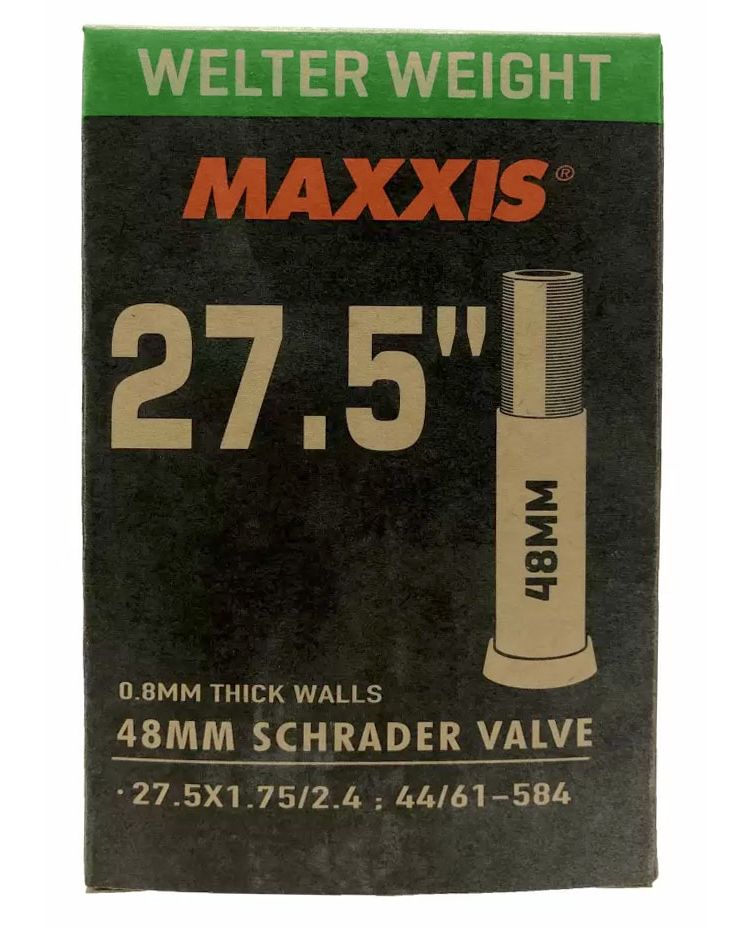 WELTER WEIGHT
MAXXIS®
27.5"
48MM
0.8MM THICK WALLS
48MM SCHRADER VALVE
· 27.5X1.75/2.4 ; 44/61-584